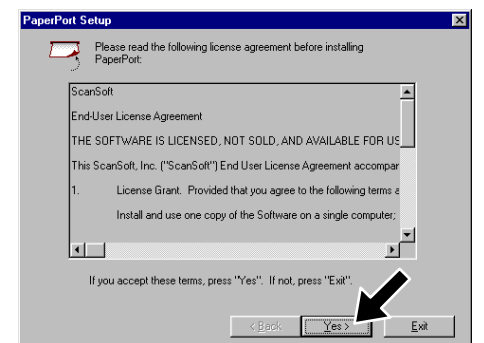 PaperPort Setup
Please read the following license agreement before installing
PaperPort:
ScanSoft
End-User License Agreement
THE SOFTWARE IS LICENSED, NOT SOLD, AND AVAILABLE FOR US
This ScanSoft, Inc. ("ScanSoft") End User License Agreement accompar
1. License Grant. Provided that you agree to the following terms a
Install and use one copy of the Software on a single computer;
If you accept these terms, press "Yes". If not, press "Exit".
< Back Yes > Exit